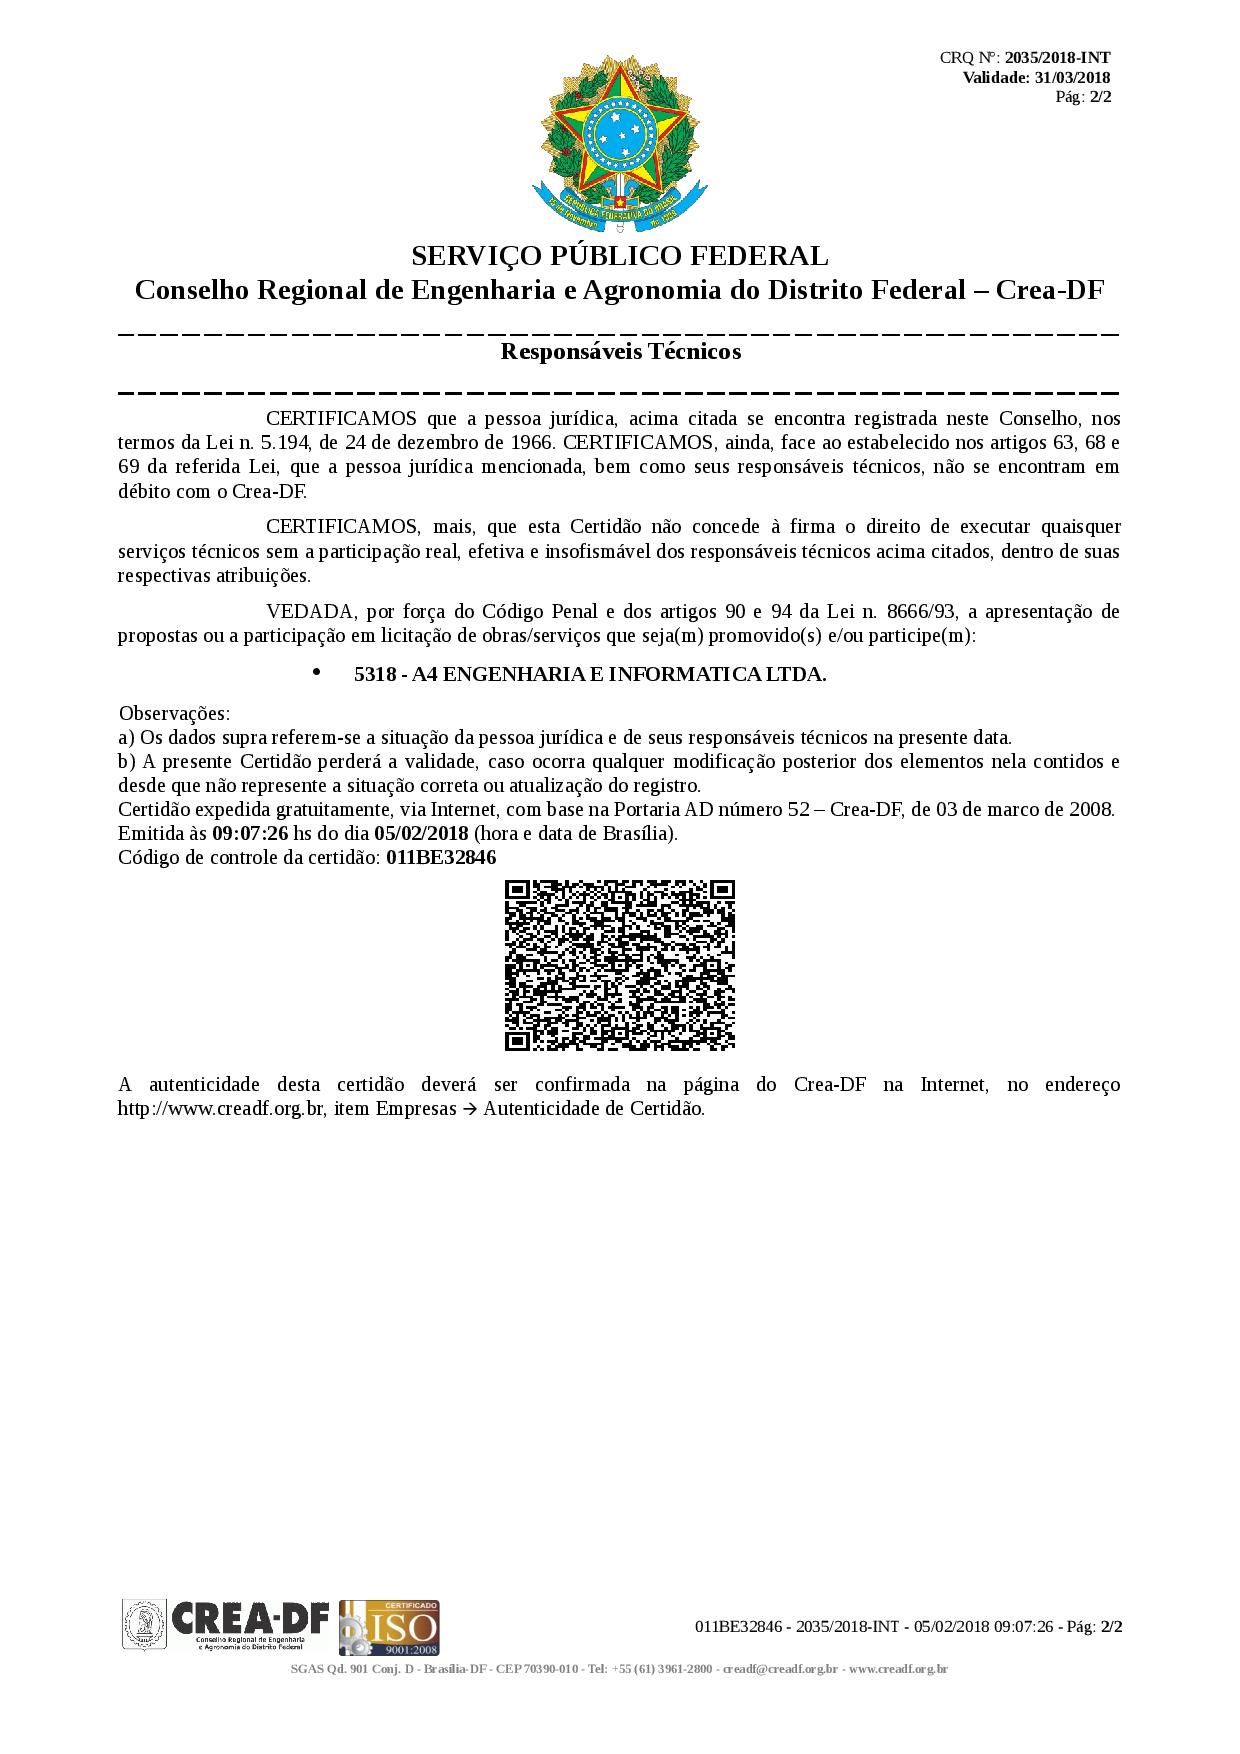 CRQ Nº: 2035/2018-INT
Validade: 31/03/2018
Pág: 2/2
REPÚBLICA FEDERATIVA DO BRASIL
15 de Novembro de 1889
SERVIÇO PÚBLICO FEDERAL
Conselho Regional de Engenharia e Agronomia do Distrito Federal – Crea-DF
Responsáveis Técnicos
CERTIFICAMOS que a pessoa jurídica, acima citada se encontra registrada neste Conselho, nos
termos da Lei n. 5.194, de 24 de dezembro de 1966. CERTIFICAMOS, ainda, face ao estabelecido nos artigos 63, 68 e
69 da referida Lei, que a pessoa jurídica mencionada, bem como seus responsáveis técnicos, não se encontram em
débito com o Crea-DF.
CERTIFICAMOS, mais, que esta Certidão não concede à firma o direito de executar quaisquer
serviços técnicos sem a participação real, efetiva e insofismável dos responsáveis técnicos acima citados, dentro de suas
respectivas atribuições.
VEDADA, por força do Código Penal e dos artigos 90 e 94 da Lei n. 8666/93, a apresentação de
propostas ou a participação em licitação de obras/serviços que seja(m) promovido(s) e/ou participe(m):
• 5318 - A4 ENGENHARIA E INFORMATICA LTDA.
Observações:
a) Os dados supra referem-se a situação da pessoa jurídica e de seus responsáveis técnicos na presente data.
b) A presente Certidão perderá a validade, caso ocorra qualquer modificação posterior dos elementos nela contidos e
desde que não represente a situação correta ou atualização do registro.
Certidão expedida gratuitamente, via Internet, com base na Portaria AD número 52 – Crea-DF, de 03 de marco de 2008.
Emitida às 09:07:26 hs do dia 05/02/2018 (hora e data de Brasília).
Código de controle da certidão: 011BE32846
A autenticidade desta certidão deverá ser confirmada na página do Crea-DF na Internet, no endereço
http://www.creadf.org.br, item Empresas → Autenticidade de Certidão.
CREA-DF
Conselho Regional de Engenharia
e Agronomia do Distrito Federal
CERTIFICADO
ISO
9001:2008
011BE32846 - 2035/2018-INT - 05/02/2018 09:07:26 - Pág: 2/2
SGAS Qd. 901 Conj. D - Brasília-DF - CEP 70390-010 - Tel: +55 (61) 3961-2800 - creadf@creadf.org.br - www.creadf.org.br